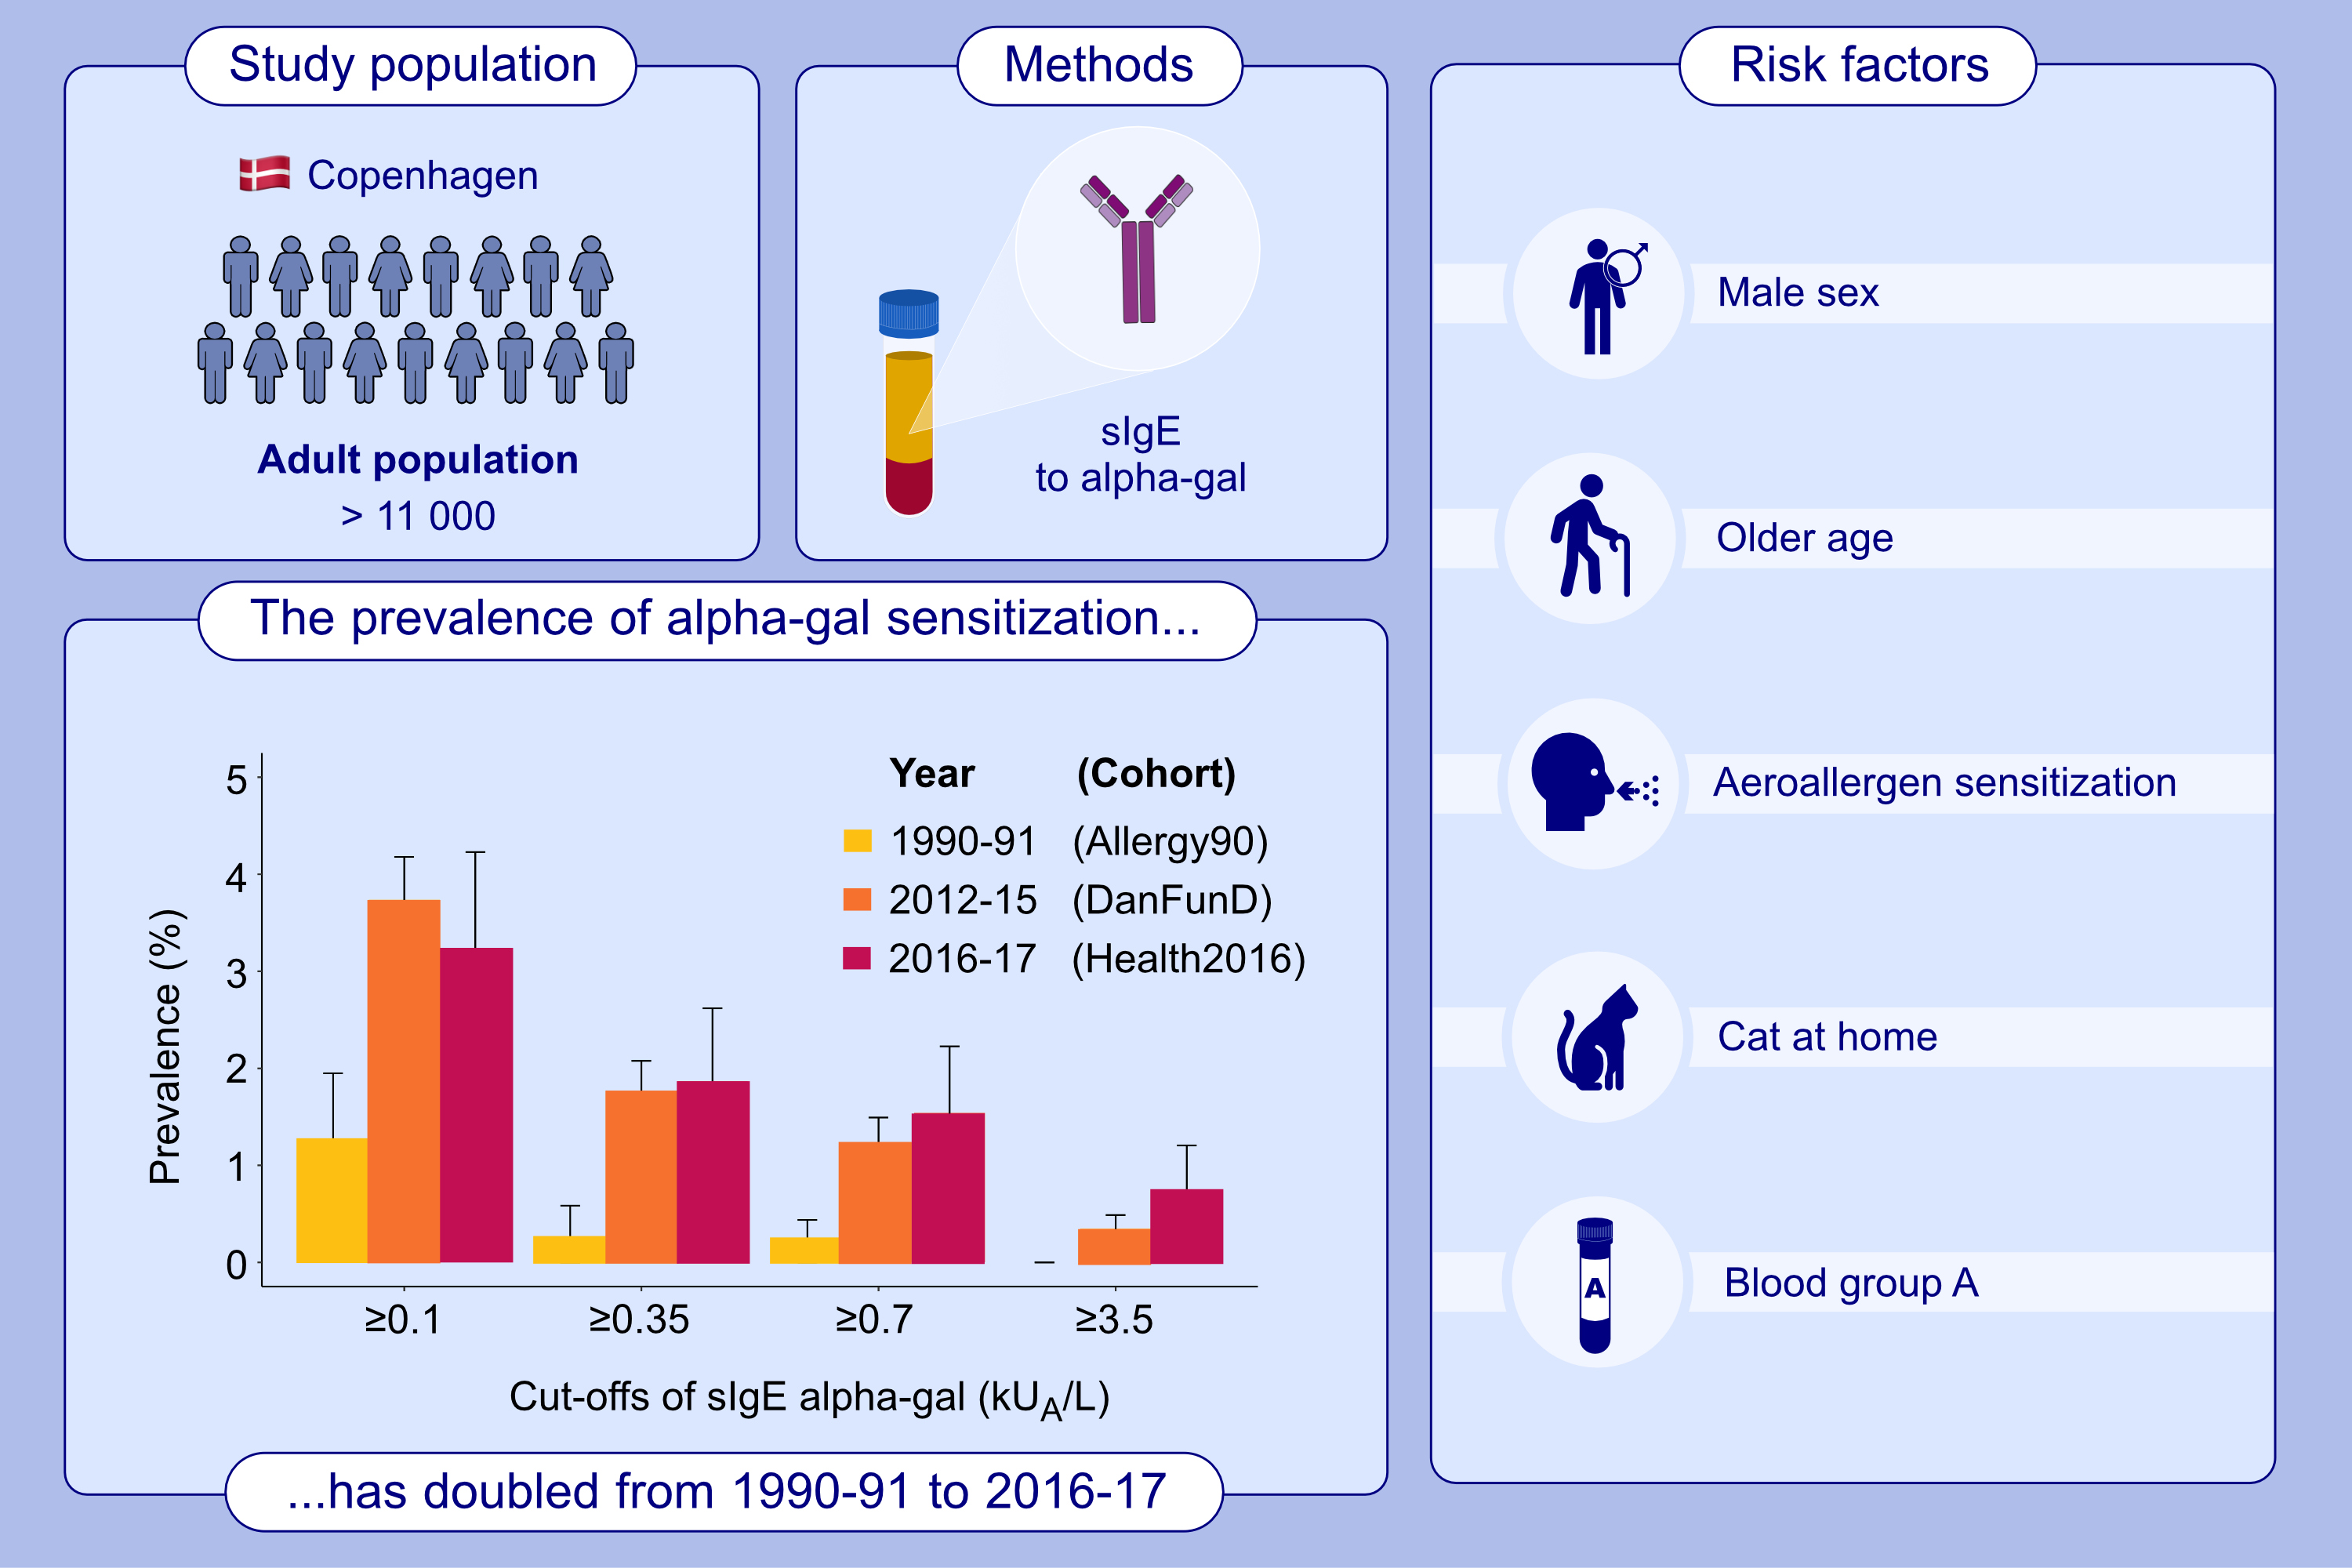 Study population
Copenhagen
Adult population
> 11 000
Methods
sIgE
to alpha-gal
The prevalence of alpha-gal sensitization...
Prevalence (%)
5
4
3
2
1
0
Year (Cohort)
1990-91 (Allergy90)
2012-15 (DanFunD)
2016-17 (Health2016)
≥0.1 ≥0.35 ≥0.7 ≥3.5
Cut-offs of sIgE alpha-gal (kUA/L)
...has doubled from 1990-91 to 2016-17
Risk factors
Male sex
Older age
Aeroallergen sensitization
Cat at home
A
Blood group A